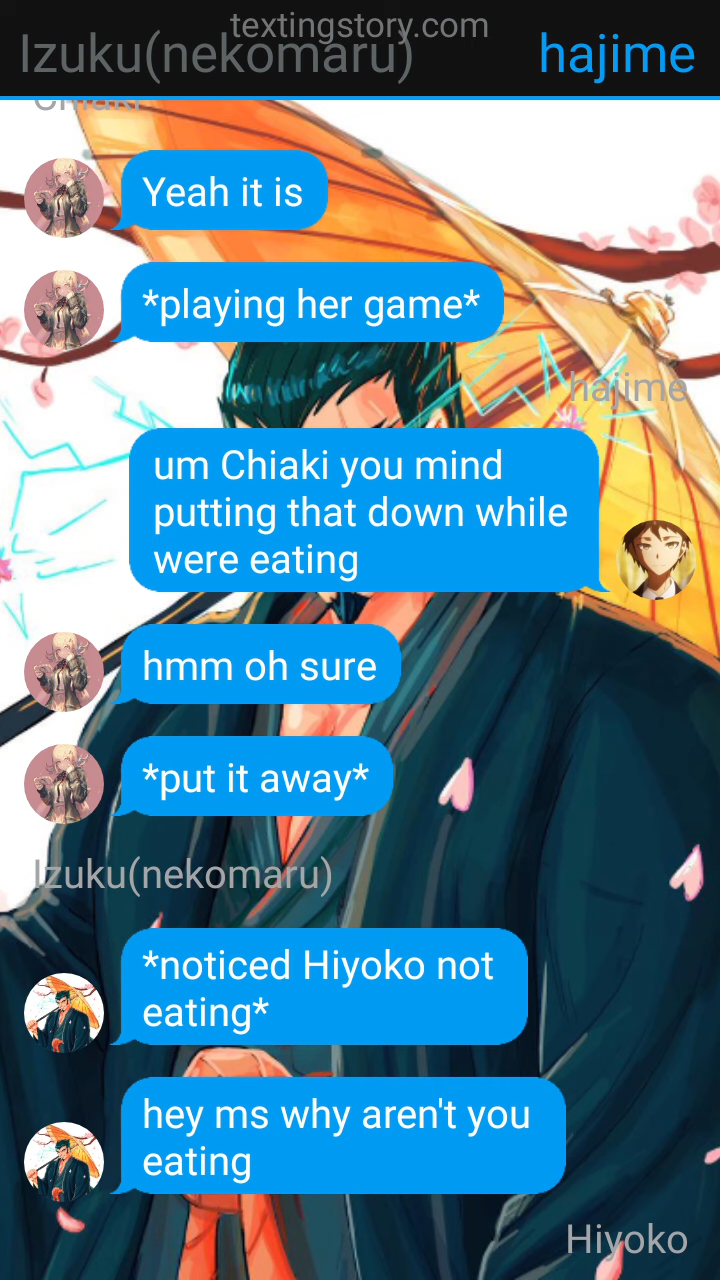 textingstory.com
Izuku(nekomaru)
hajime
Chiaki
Yeah it is
*playing her game*
hajime
um Chiaki you mind
putting that down while
were eating
hmm oh sure
*put it away*
Izuku(nekomaru)
*noticed Hiyoko not
eating*
hey ms why aren't you
eating
Hiyoko